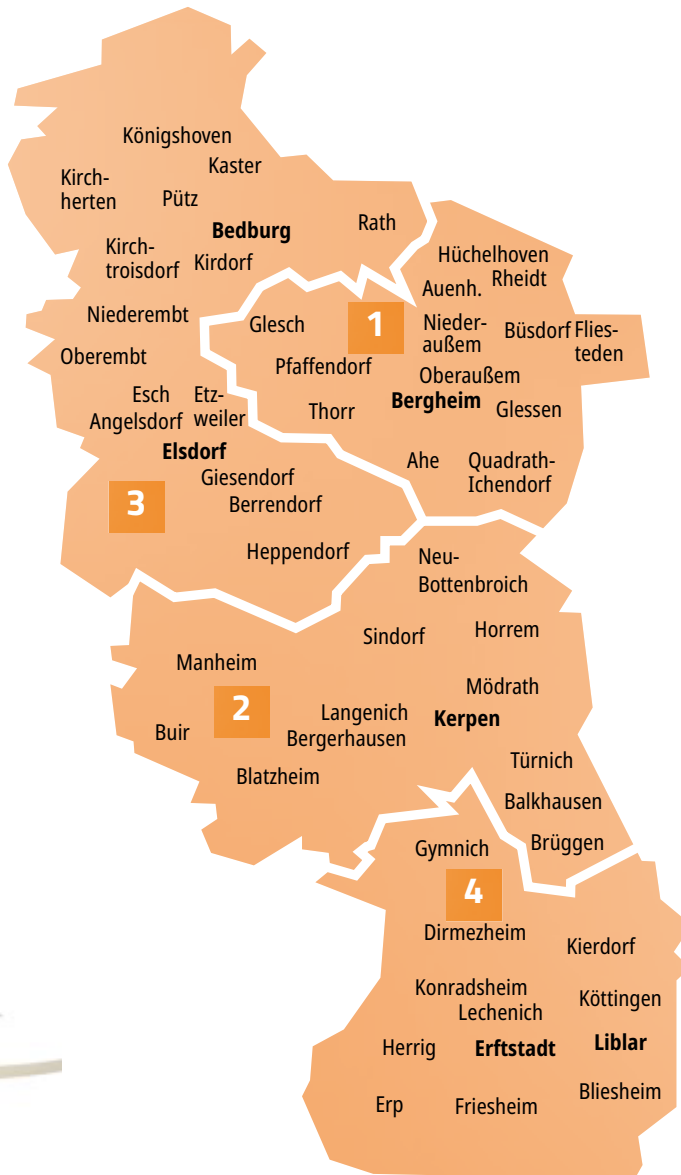 Königshoven
Kaster
Kirch-
herten
Pütz
Bedburg
Rath
Kirch-
troisdorf
Kirdorf
Niederembt
Oberembt
Esch
Etz-
weiler
Angelsdorf
Elsdorf
Giesendorf
3
Berrendorf
Heppendorf
Hüchelhoven
Rheidt
Auenh.
Glesch
1
Nieder-
außem
Büsdorf
Flies-
teden
Pfaffendorf
Oberaußem
Thorr
Bergheim
Glessen
Ahe
Quadrath-
Ichendorf
Neu-
Bottenbroich
Sindorf
Horrem
Manheim
Mödrath
2
Langenich
Kerpen
Buir
Bergerhausen
Blatzheim
Türnich
Balkhausen
Brüggen
Gymnich
4
Dirmezheim
Kierdorf
Konradsheim
Lechenich
Köttingen
Herrig
Erftstadt
Liblar
Erp
Friesheim
Bliesheim